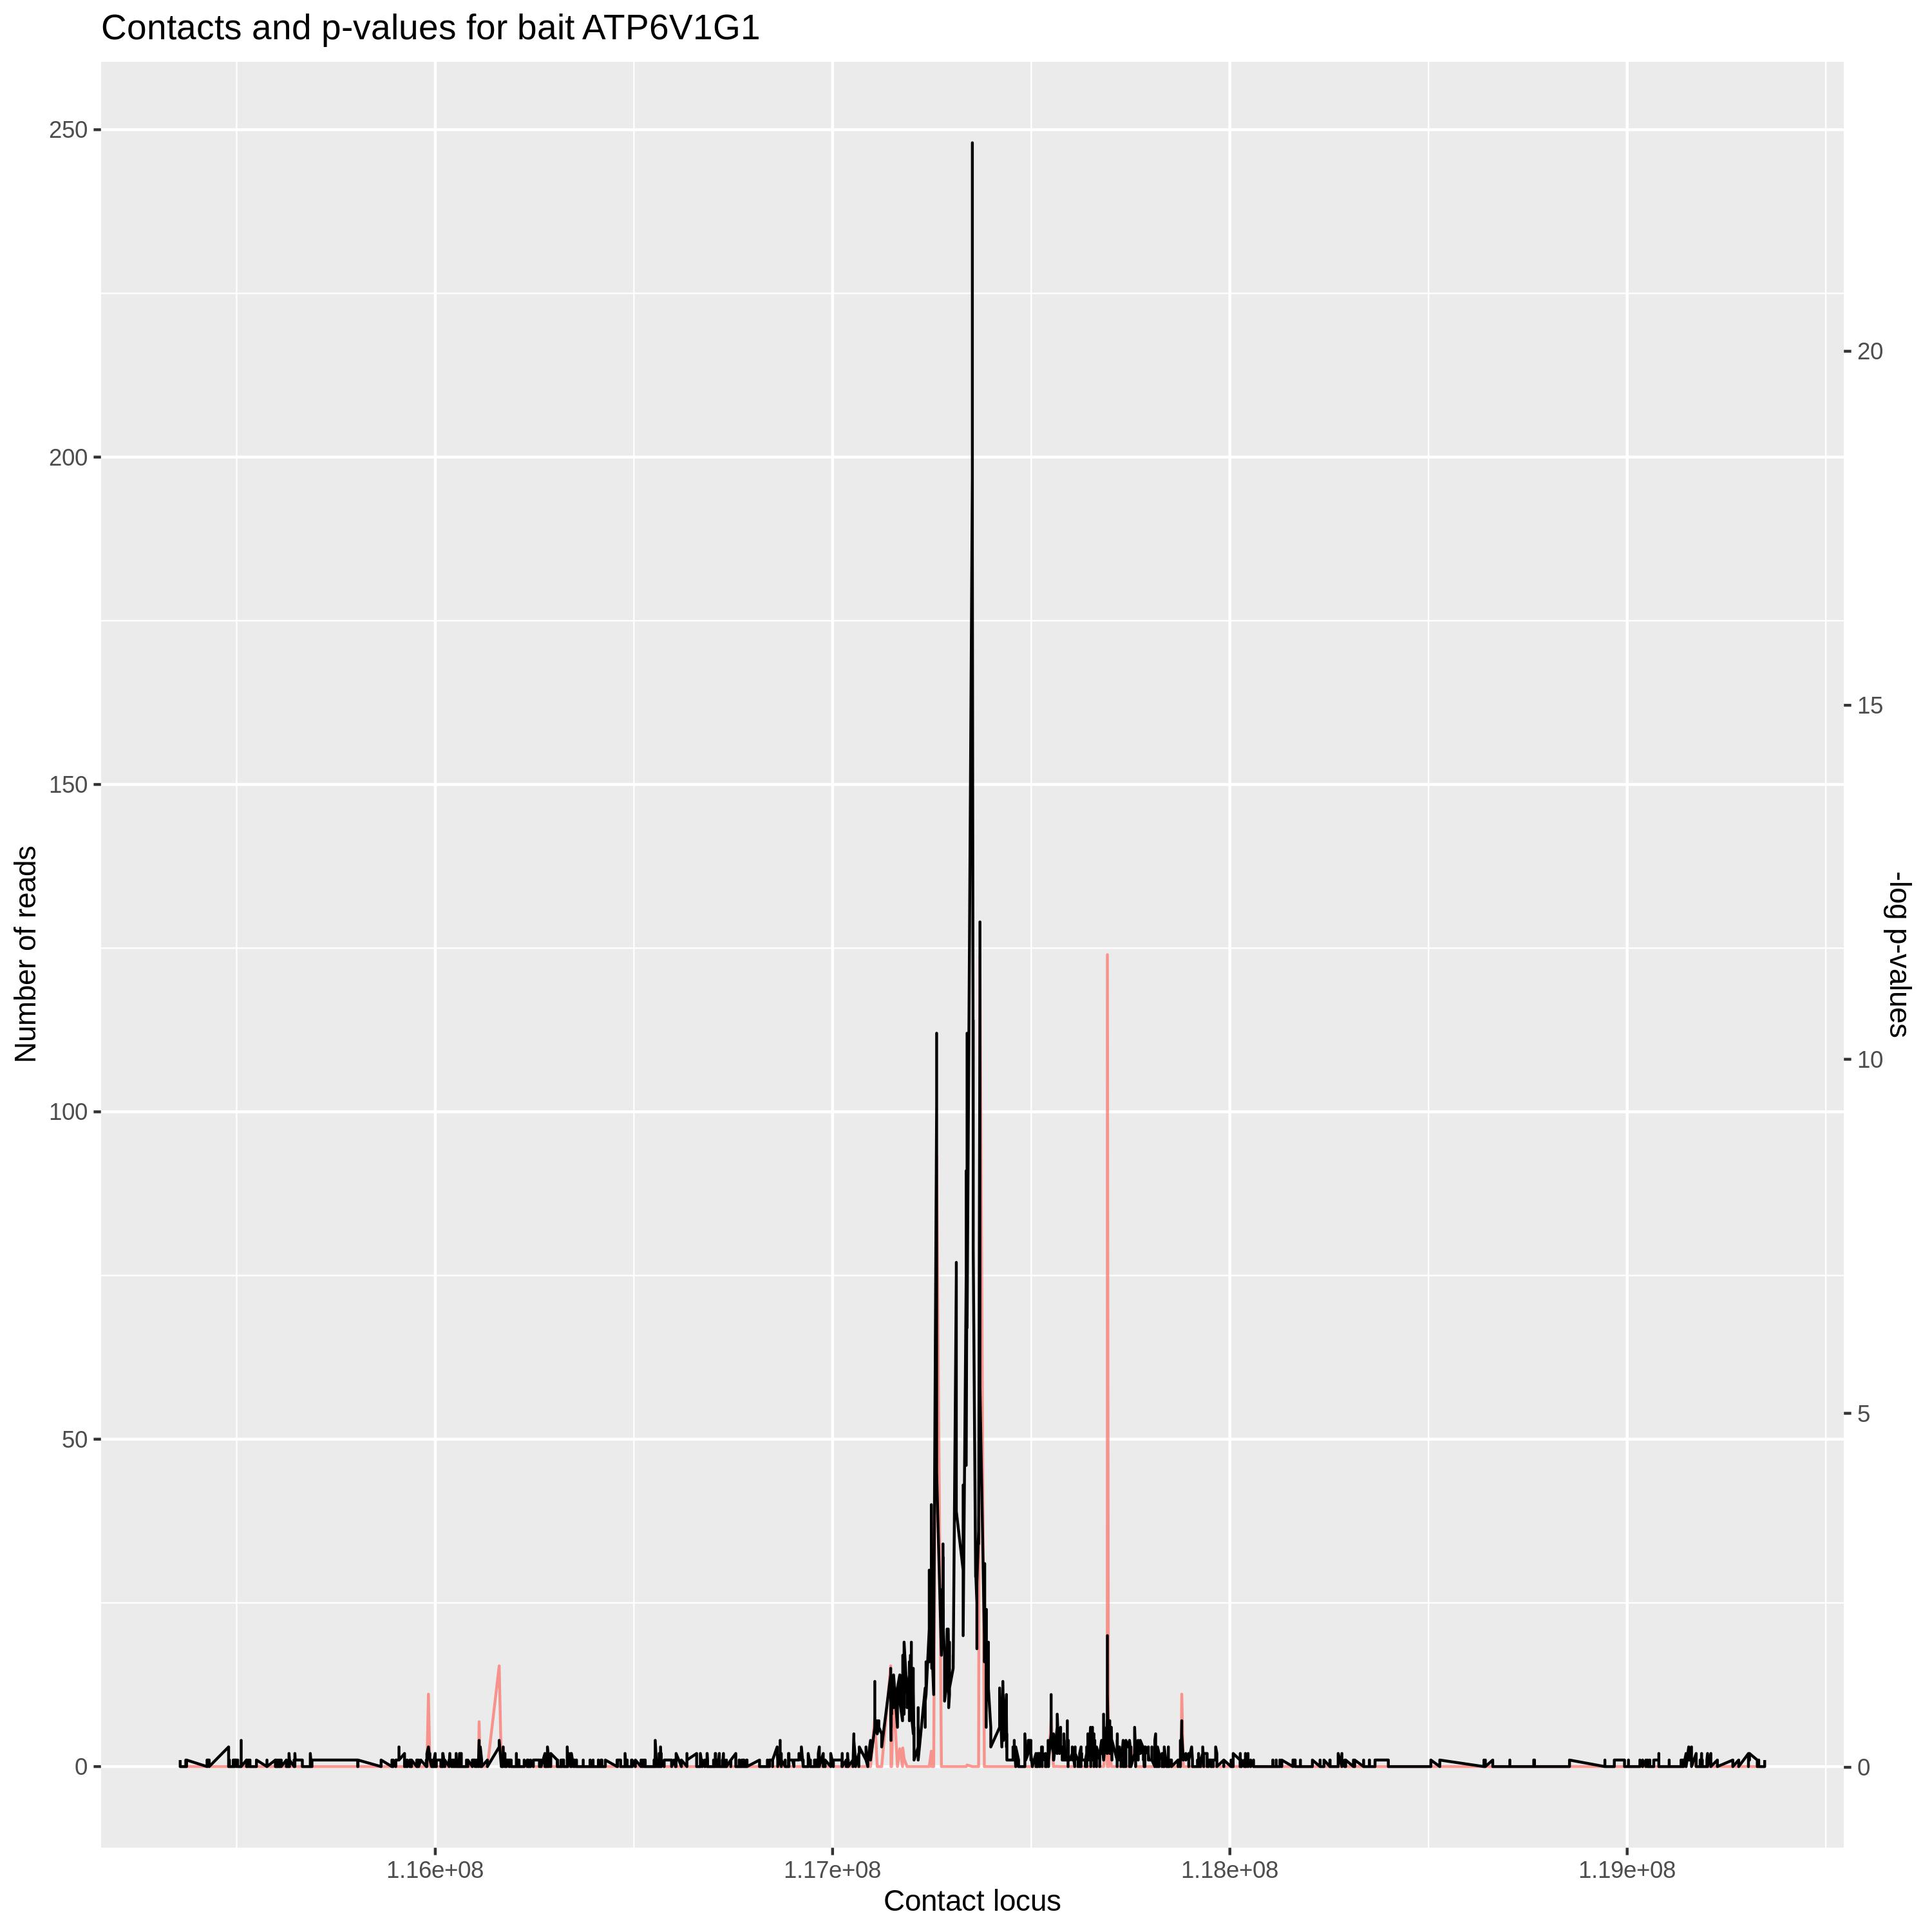 Contacts and p-values for bait ATP6V1G1
250
200
150
100
50
0
Number of reads
20
15
10
5
0
-log p-values
1.16e+08
1.17e+08
1.18e+08
1.19e+08
Contact locus